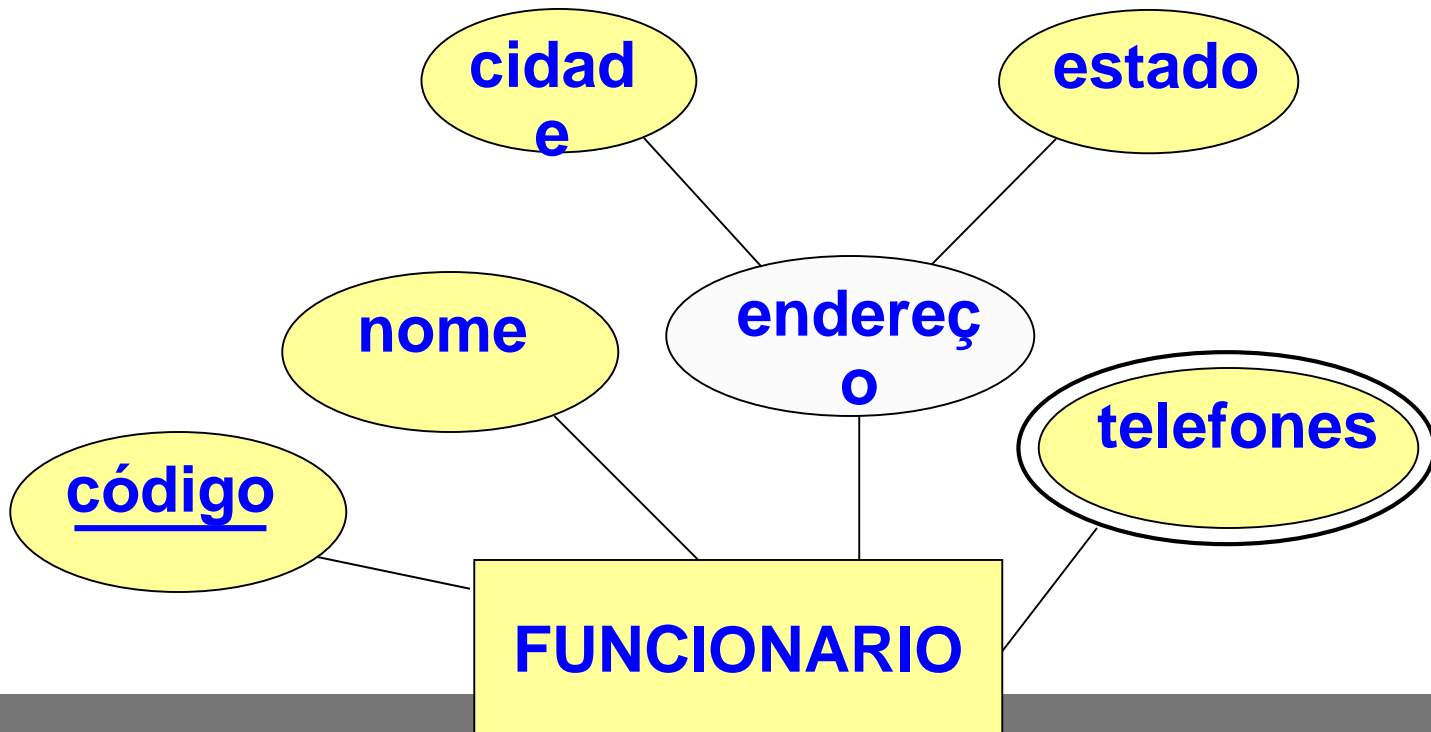 cidad
e
estado
nome
endereç
o
telefones
código
FUNCIONARIO